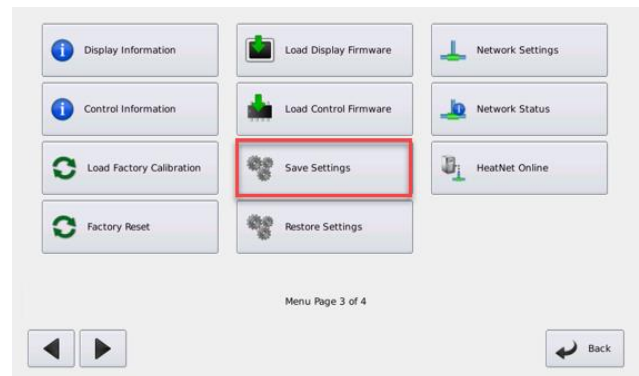 Display Information
Load Display Firmware
Network Settings
Control Information
Load Control Firmware
Network Status
Load Factory Calibration
Save Settings
HeatNet Online
Factory Reset
Restore Settings
Menu Page 3 of 4
Back